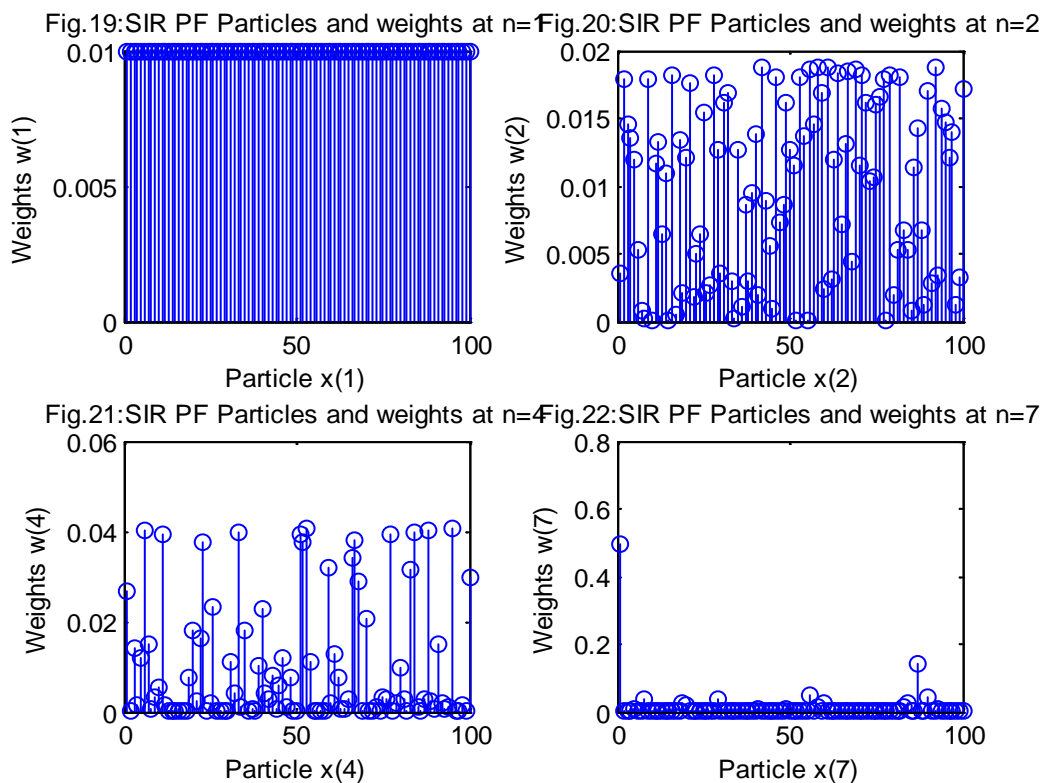 Fig.19:SIR PF Particles and weights at n=1
0.01
0.005
0
Weights w(1)
0 50 100
Particle x(1)
Fig.20:SIR PF Particles and weights at n=2
0.02
0.015
0.01
0.005
0
Weights w(2)
0 50 100
Particle x(2)
Fig.21:SIR PF Particles and weights at n=4
0.06
0.04
0.02
0
Weights w(4)
0 50 100
Particle x(4)
Fig.22:SIR PF Particles and weights at n=7
0.8
0.6
0.4
0.2
0
Weights w(7)
0 50 100
Particle x(7)